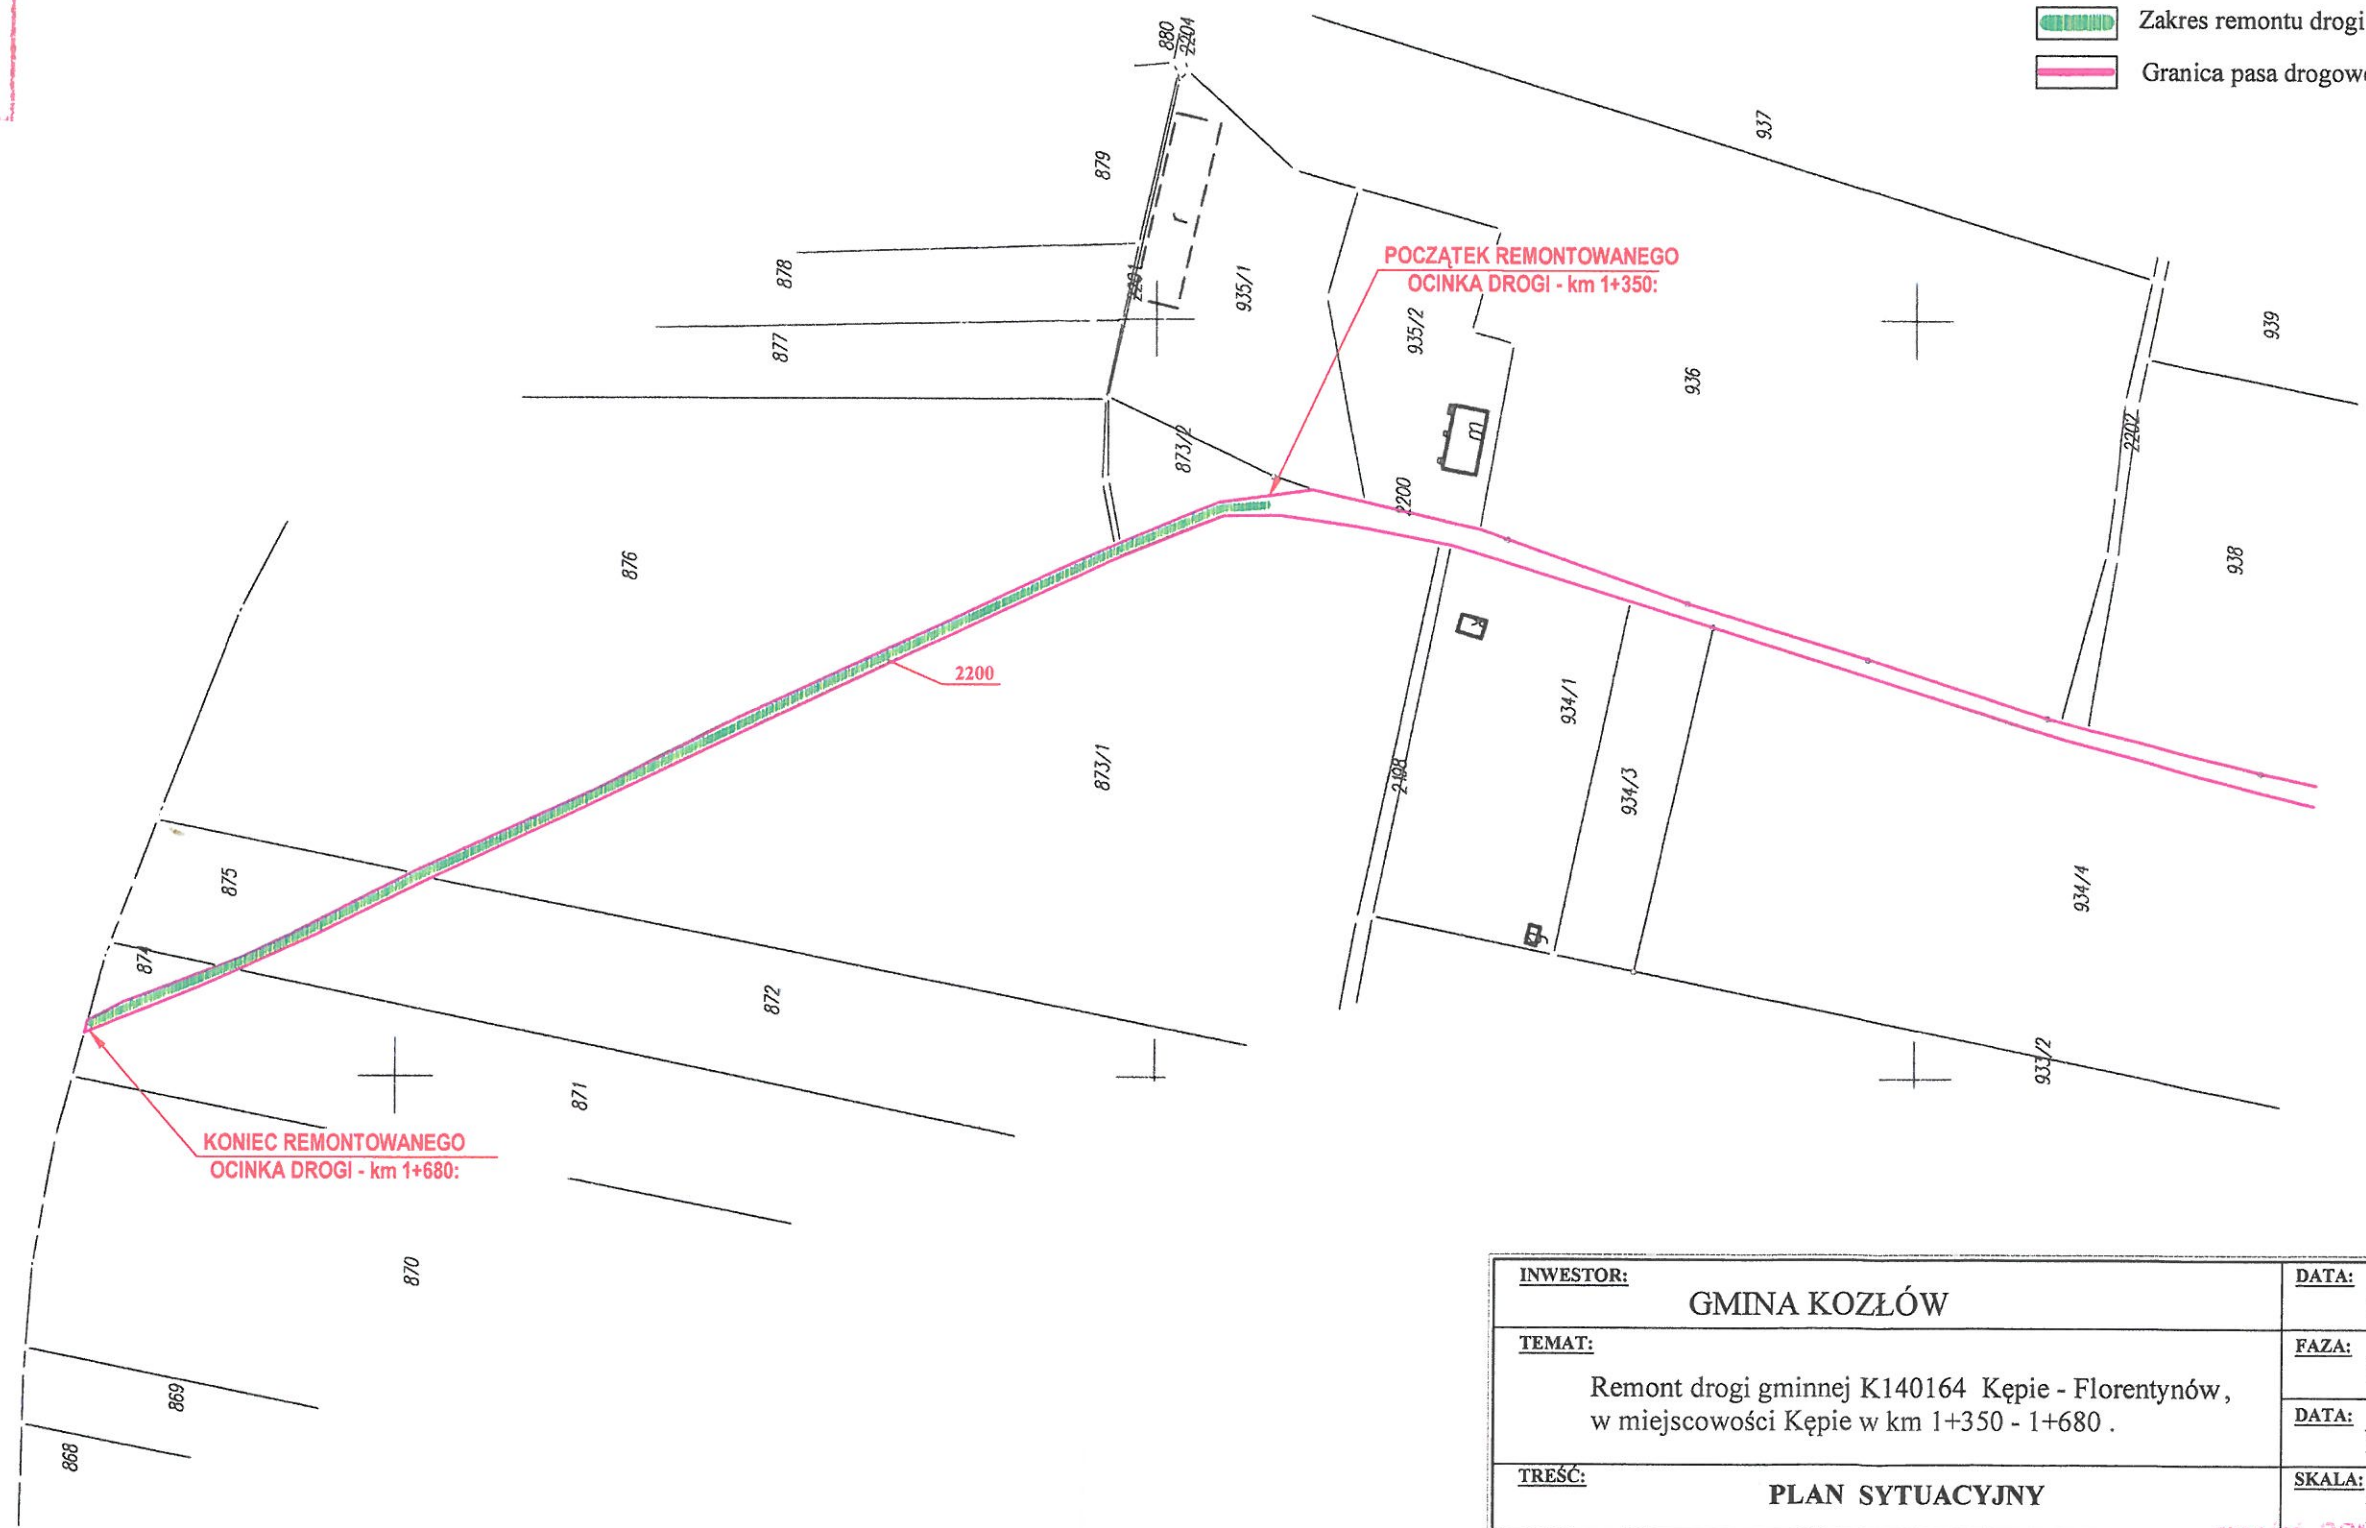 Zakres remontu drogi
Granica pasa
880
2204
937
879
r
878
2201
935/1
POCZĄTEK REMONTOWANEGO
OCINKA DROGI - km 1+350:
939
877
935/2
936
2202
873/2
m
2200
876
938
2200
934/1
873/1
2198
934/3
875
934/4
874
g
872
871
933/2
KONIEC REMONTOWANEGO
OCINKA DROGI - km 1+680:
870
869
868
INWESTOR:
GMINA KOZŁÓW
DATA:
TEMAT:
FAZA:
Remont drogi gminnej K140164 Kępie - Florentynów,
w miejscowości Kępie w km 1+350 - 1+680 .
DATA:
TREŚĆ:
PLAN SYTUACYJNY
SKALA: